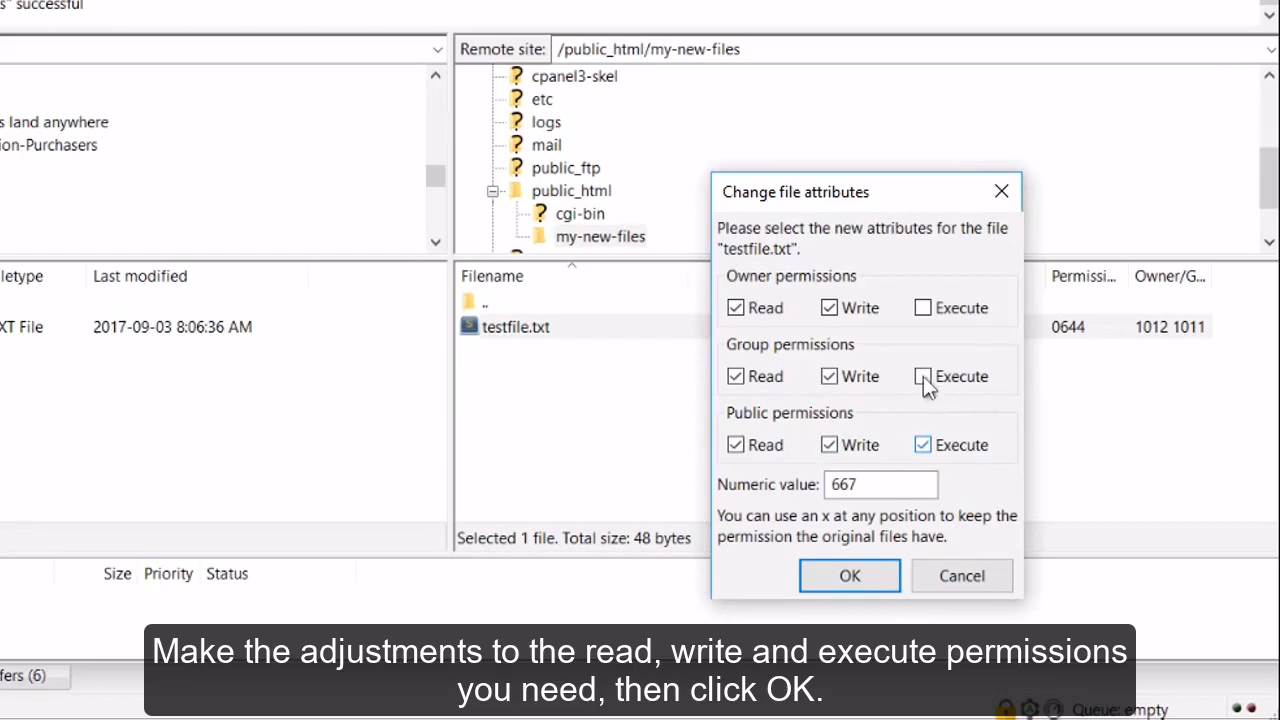 s" successful
Remote site: /public_html/my-new-files
cpanel3-skel
etc
s land anywhere
logs
ion-Purchasers
mail
public_ftp
public_html
cgi-bin
my-new-files
Change file attributes
Please select the new attributes for the file
"testfile.txt".
Owner permissions
Read Write Execute
Group permissions
Read Write Execute
Public permissions
Read Write Execute
Numeric value: 667
You can use an x at any position to keep the
permission the original files have.
OK Cancel
letype Last modified
XT File 2017-09-03 8:06:36 AM
Filename Permissi... Owner/G...
..
testfile.txt 0644 1012 1011
Selected 1 file. Total size: 48 bytes
Size Priority Status
Make the adjustments to the read, write and execute permissions
you need, then click OK.
fers (6)
Queue: empty